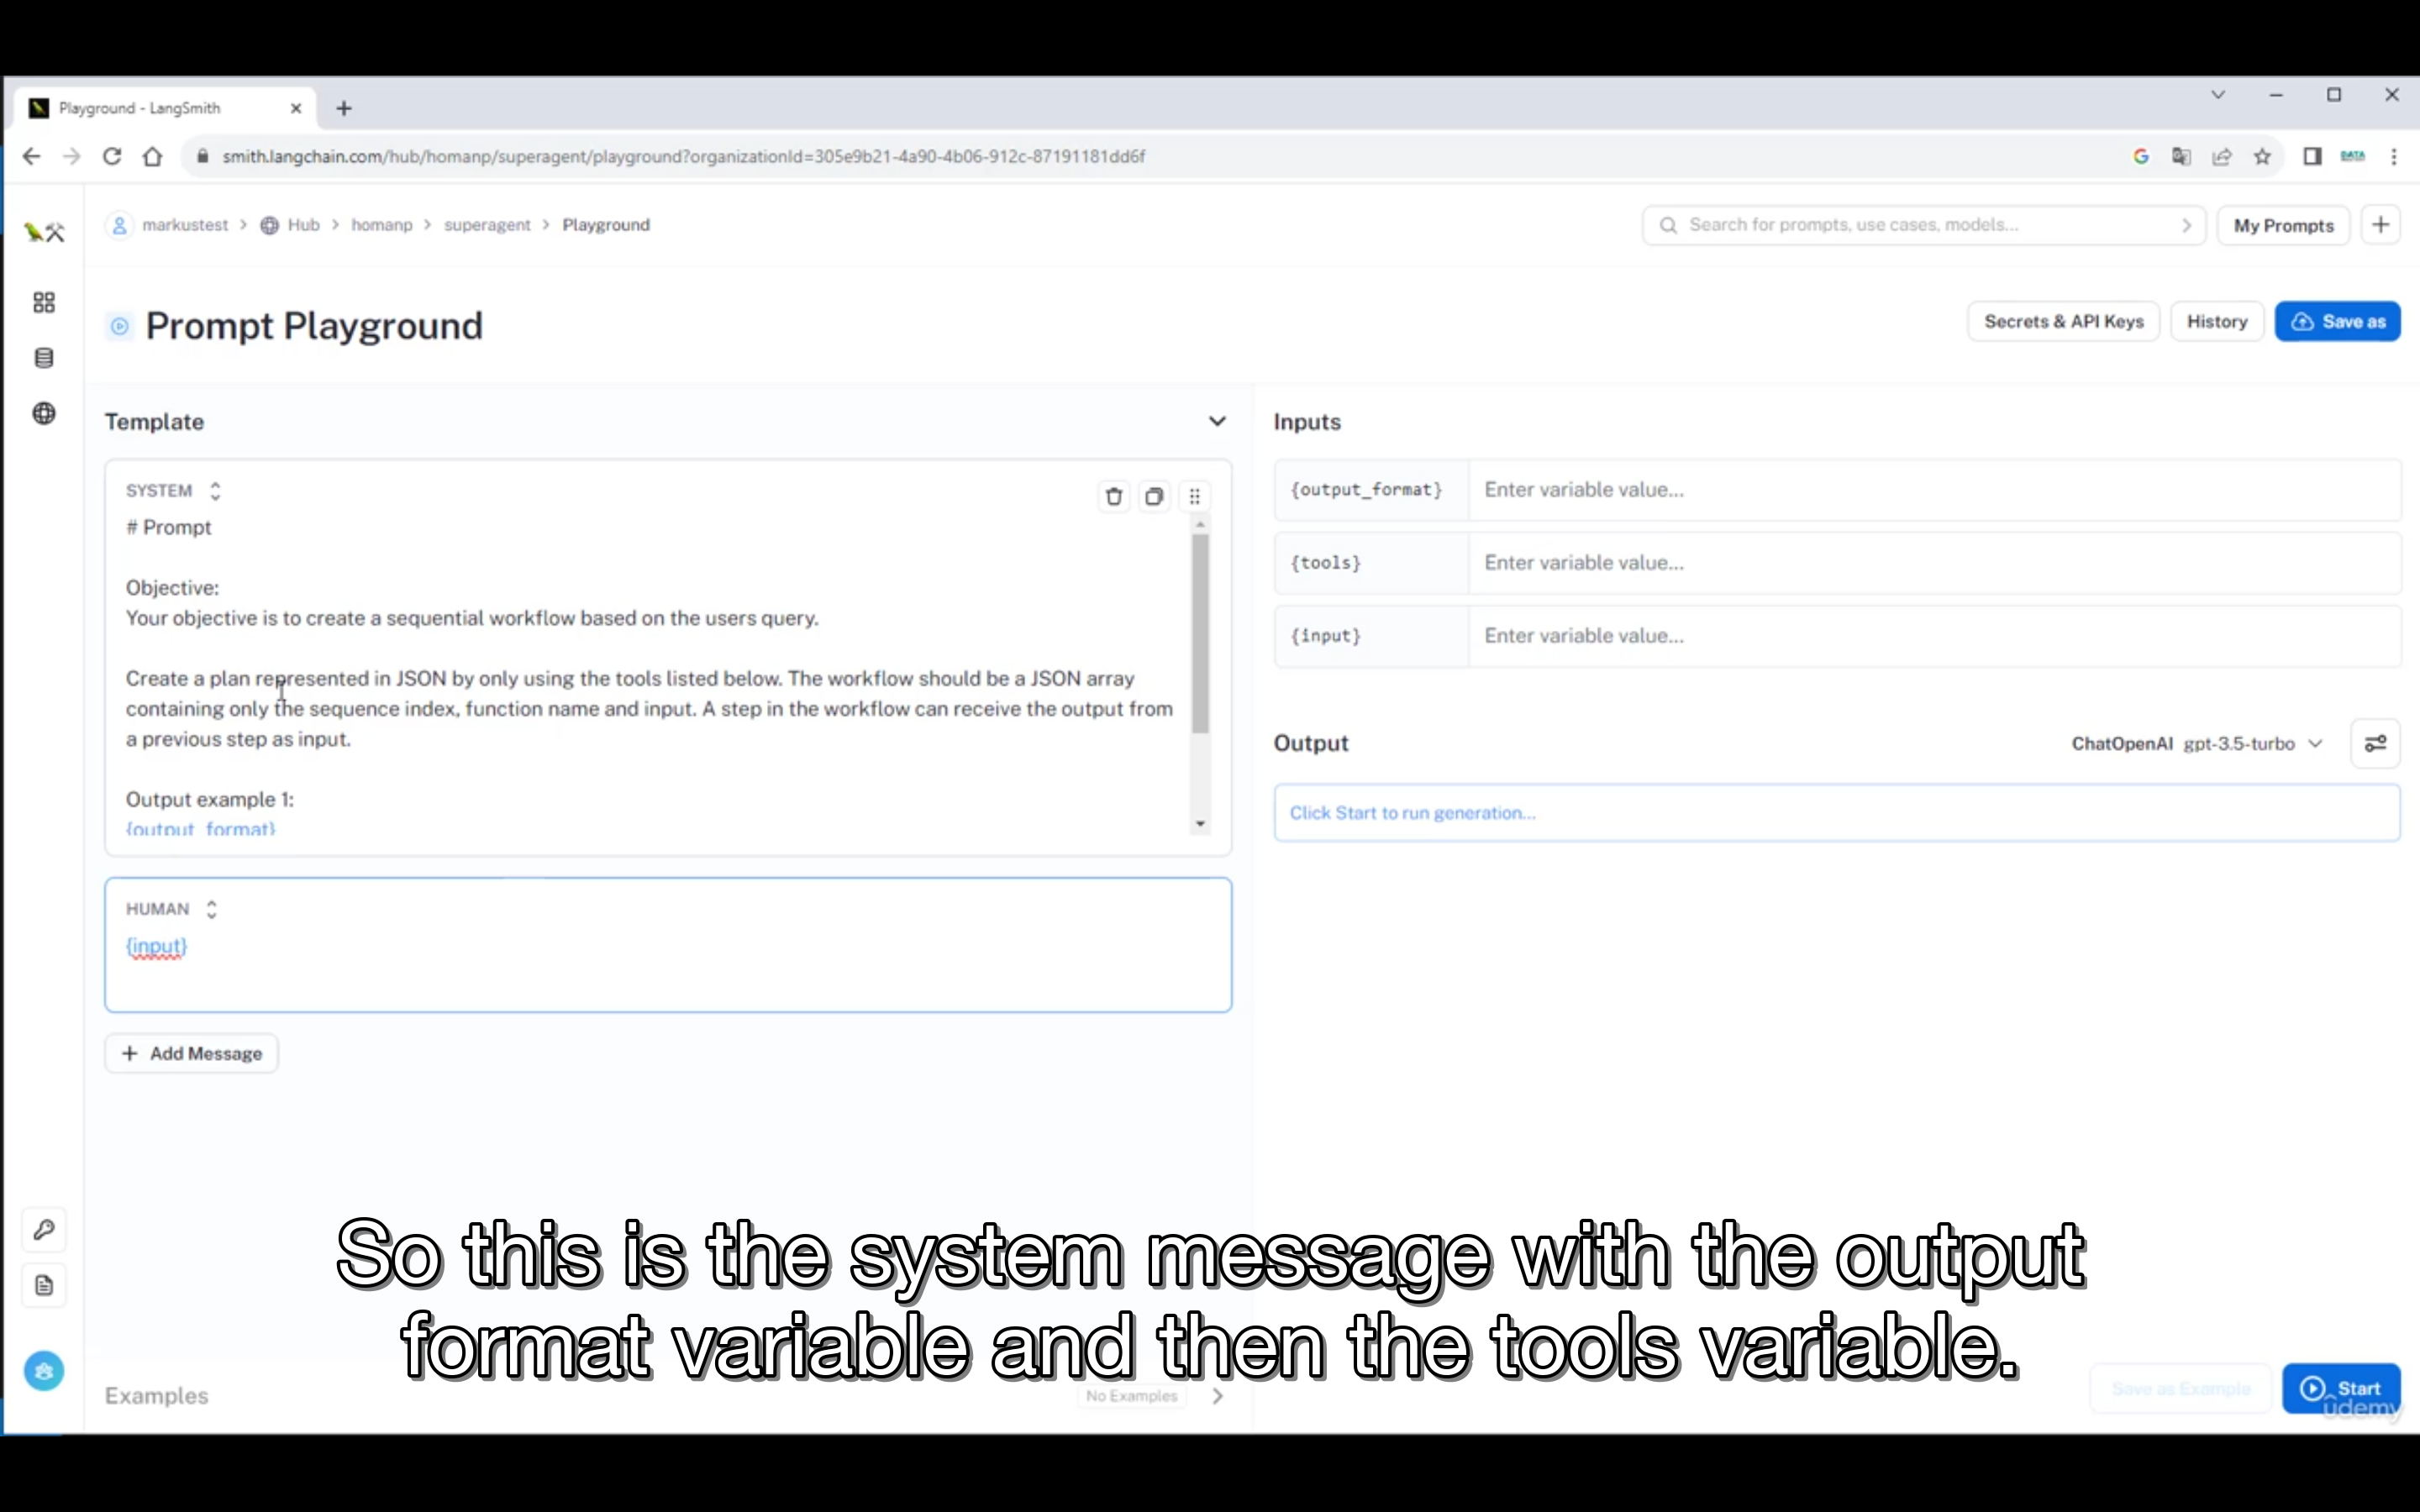 Playground - LangSmith
smith.langchain.com/hub/homanp/superagent/playground?organizationId=305e9b21-4a90-4b06-912c-87191181dd6f
DATA
markustest > Hub > homanp > superagent > Playground
Search for prompts, use cases, models...
My Prompts
Prompt Playground
Secrets & API Keys
History
Save as
Template
SYSTEM
# Prompt
Objective:
Your objective is to create a sequential workflow based on the users query.
Create a plan represented in JSON by only using the tools listed below. The workflow should be a JSON array
containing only the sequence index, function name and input. A step in the workflow can receive the output from
a previous step as input.
Output example 1:
{output_format}
HUMAN
{input}
+ Add Message
Inputs
{output_format} Enter variable value...
{tools} Enter variable value...
{input} Enter variable value...
Output
ChatOpenAI gpt-3.5-turbo
Click Start to run generation...
So this is the system message with the output
format variable and then the tools variable.
Examples
No Examples
Save as Example
Start
udemy